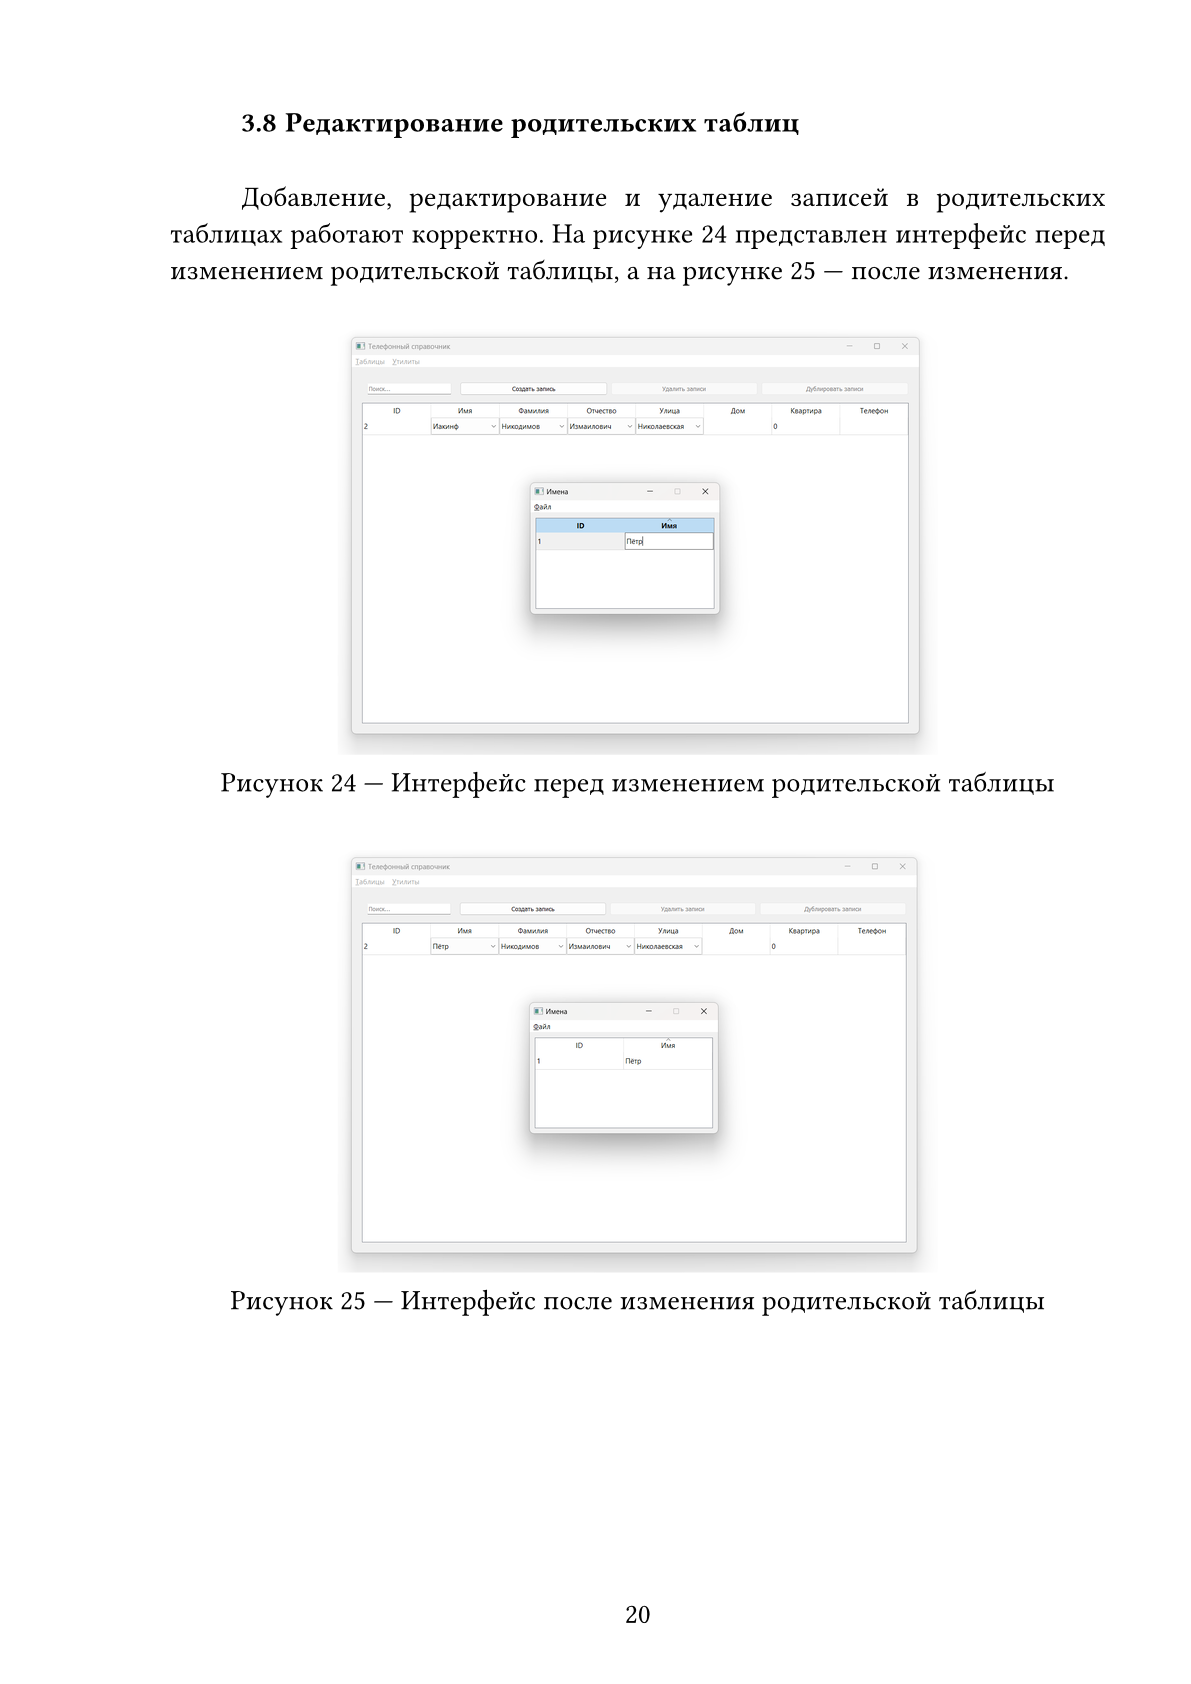 3.8 Редактирование родительских таблиц
Добавление, редактирование и удаление записей в родительских
таблицах работают корректно. На рисунке 24 представлен интерфейс перед
изменением родительской таблицы, а на рисунке 25 — после изменения.
Телефонный справочник
Таблицы Утилиты
Поиск... Создать запись Удалить записи Дублировать записи
ID Имя Фамилия Отчество Улица Дом Квартира Телефон
2 Иакинф Никодимов Измаилович Николаевская 0
Имена
Файл
ID Имя
1 Пётр
Рисунок 24 — Интерфейс перед изменением родительской таблицы
Телефонный справочник
Таблицы Утилиты
Поиск... Создать запись Удалить записи Дублировать записи
ID Имя Фамилия Отчество Улица Дом Квартира Телефон
2 Пётр Никодимов Измаилович Николаевская 0
Имена
Файл
ID Имя
1 Пётр
Рисунок 25 — Интерфейс после изменения родительской таблицы
20